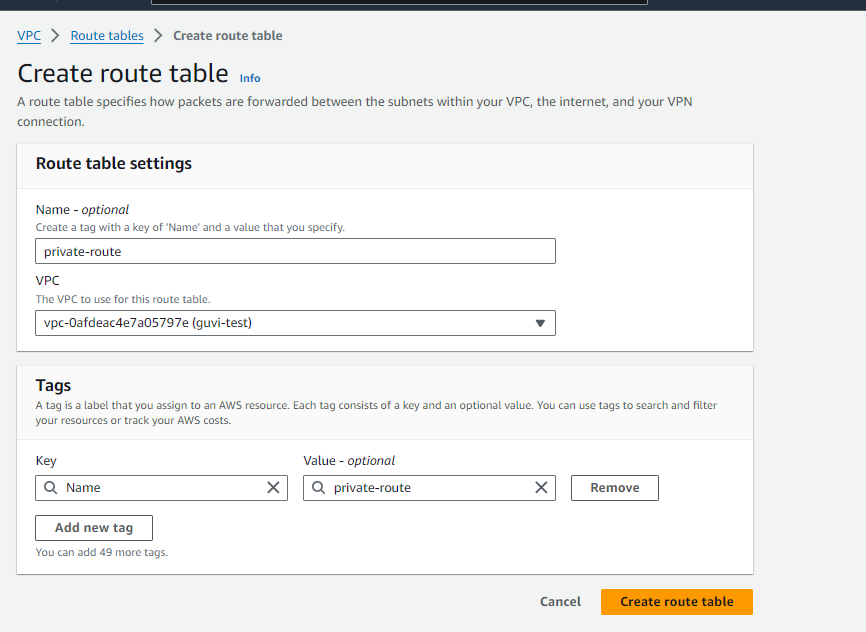 VPC > Route tables > Create route table
Create route table Info
A route table specifies how packets are forwarded between the subnets within your VPC, the internet, and your VPN
connection.
Route table settings
Name - optional
Create a tag with a key of 'Name' and a value that you specify.
private-route
VPC
The VPC to use for this route table.
vpc-0afdeac4e7a05797e (guvi-test)
Tags
A tag is a label that you assign to an AWS resource. Each tag consists of a key and an optional value. You can use tags to search and filter
your resources or track your AWS costs.
Key Value - optional
Name private-route Remove
Add new tag
You can add 49 more tags.
Cancel Create route table